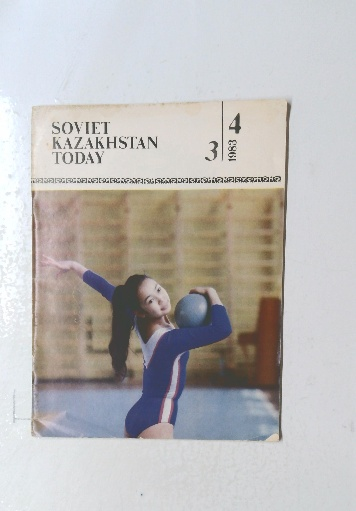 SOVIET
KAZAKHSTAN
TODAY
3
4
1983